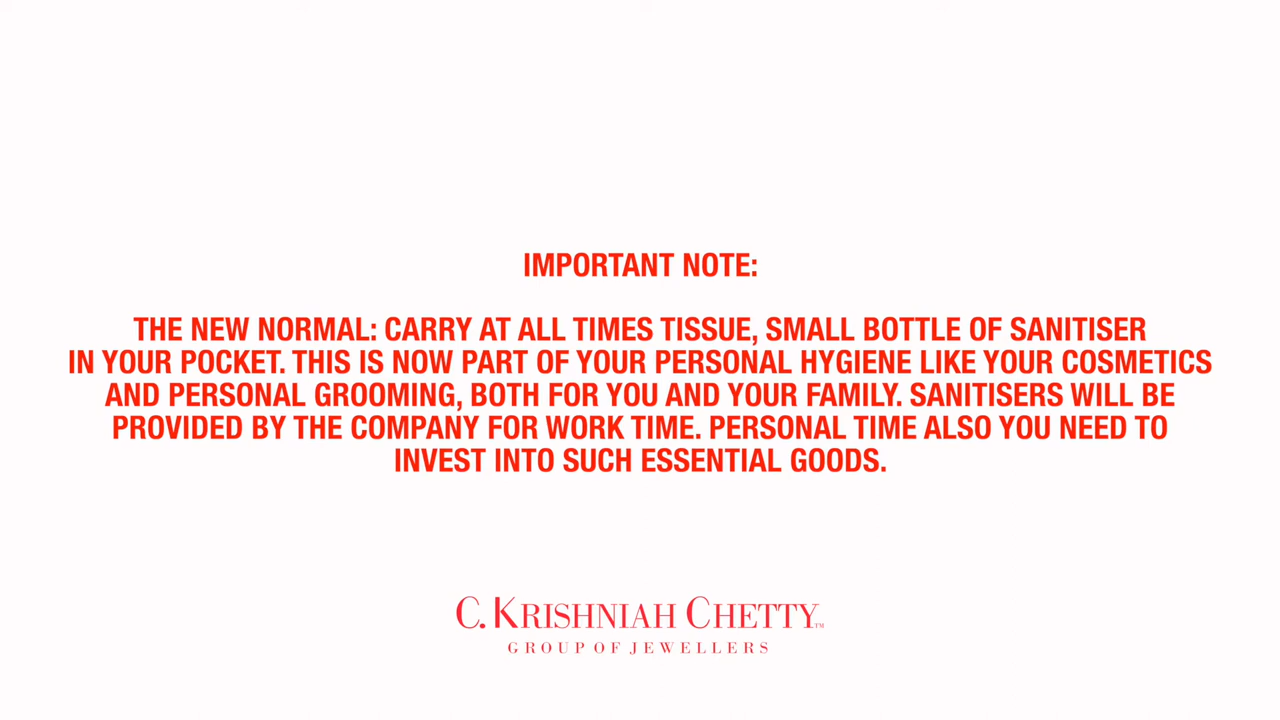 IMPORTANT NOTE:
THE NEW NORMAL: CARRY AT ALL TIMES TISSUE, SMALL BOTTLE OF SANITISER
IN YOUR POCKET. THIS IS NOW PART OF YOUR PERSONAL HYGIENE LIKE YOUR COSMETICS
AND PERSONAL GROOMING, BOTH FOR YOU AND YOUR FAMILY. SANITISERS WILL BE
PROVIDED BY THE COMPANY FOR WORK TIME. PERSONAL TIME ALSO YOU NEED TO
INVEST INTO SUCH ESSENTIAL GOODS.
C. KRISHNIAH CHETTY™
GROUP OF JEWELLERS